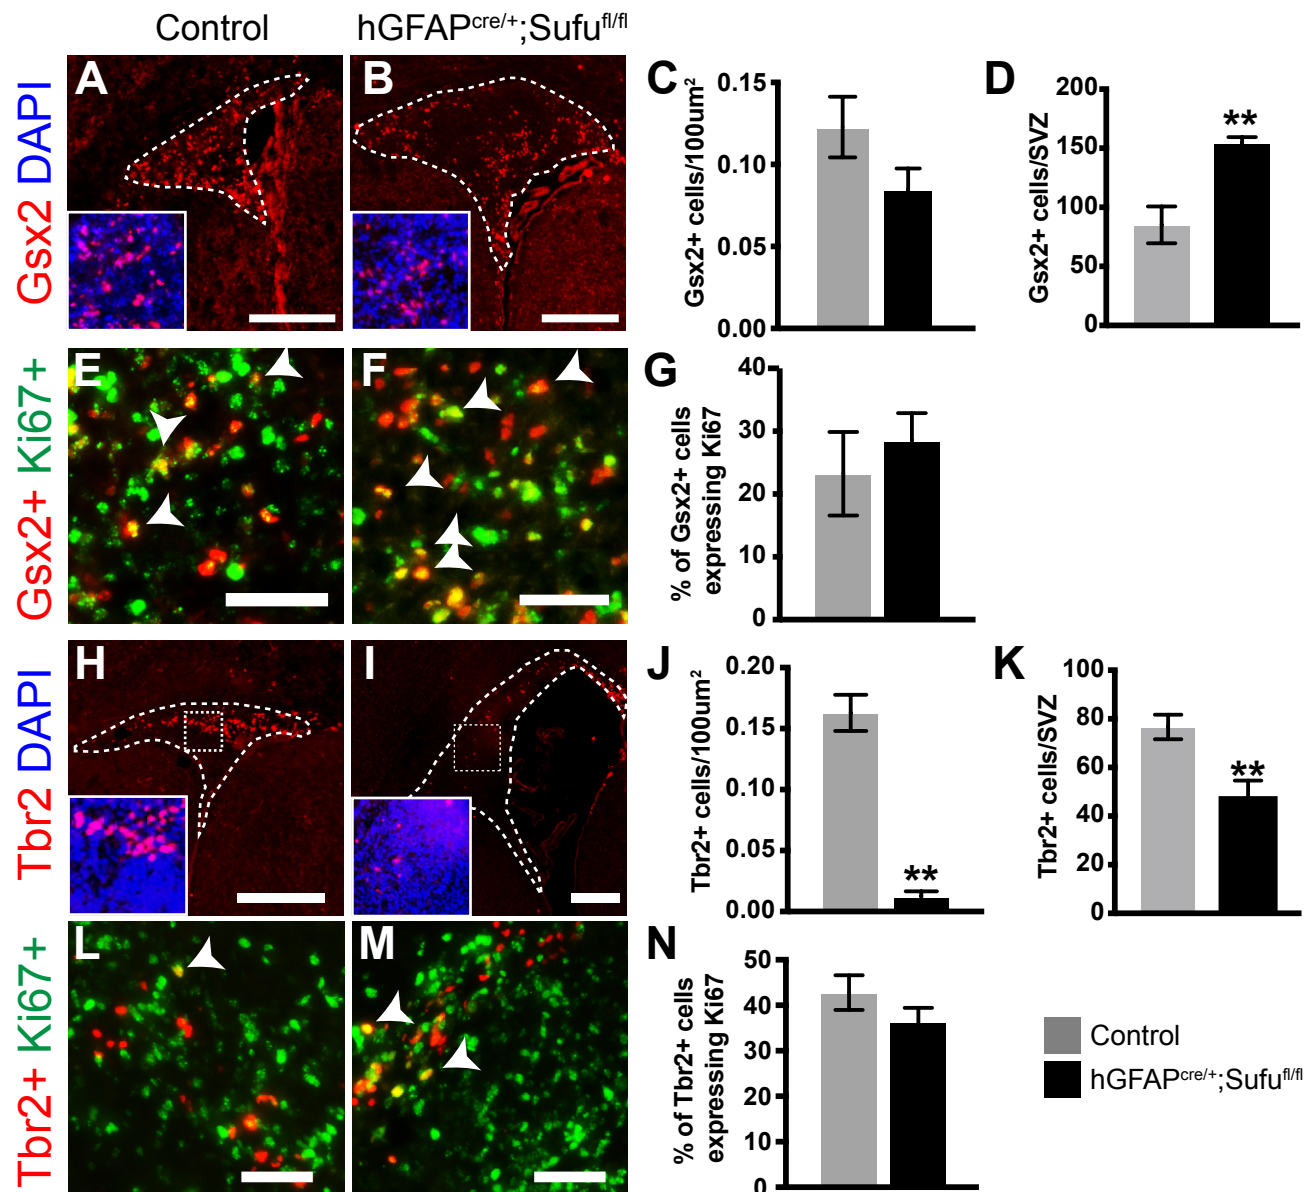 Control
hGFAPcre/+;Sufufl/fl
Gsx2 DAPI
A
B
C
Gsx2+ cells/100um2
0.15
0.10
0.05
0.00
D
Gsx2+ cells/SVZ
200
150
100
50
0
**
Gsx2+ Ki67+
E
F
G
% of Gsx2+ cells
expressing Ki67
40
30
20
10
0
Tbr2 DAPI
H
I
J
Tbr2+ cells/100um2
0.20
0.15
0.10
0.05
0.00
**
K
Tbr2+ cells/SVZ
100
80
60
40
20
0
**
Tbr2+ Ki67+
L
M
N
% of Tbr2+ cells
expressing Ki67
50
40
30
20
10
0
Control
hGFAPcre/+;Sufufl/fl